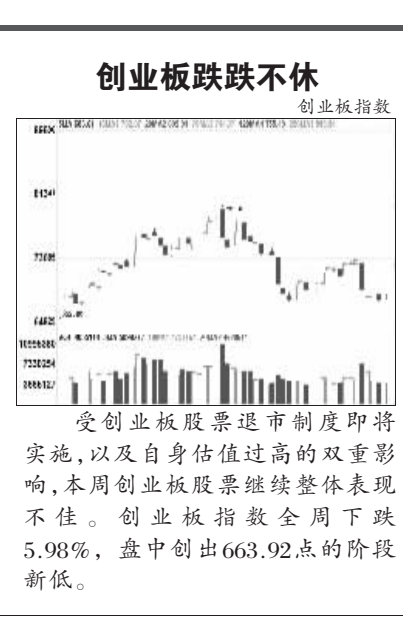 创业板跌跌不休
创业板指数
受创业板股票退市制度即将
实施,以及自身估值过高的双重影
响,本周创业板股票继续整体表现
不佳。创业板指数全周下跌
5.98%，盘中创出663.92点的阶段
新低。